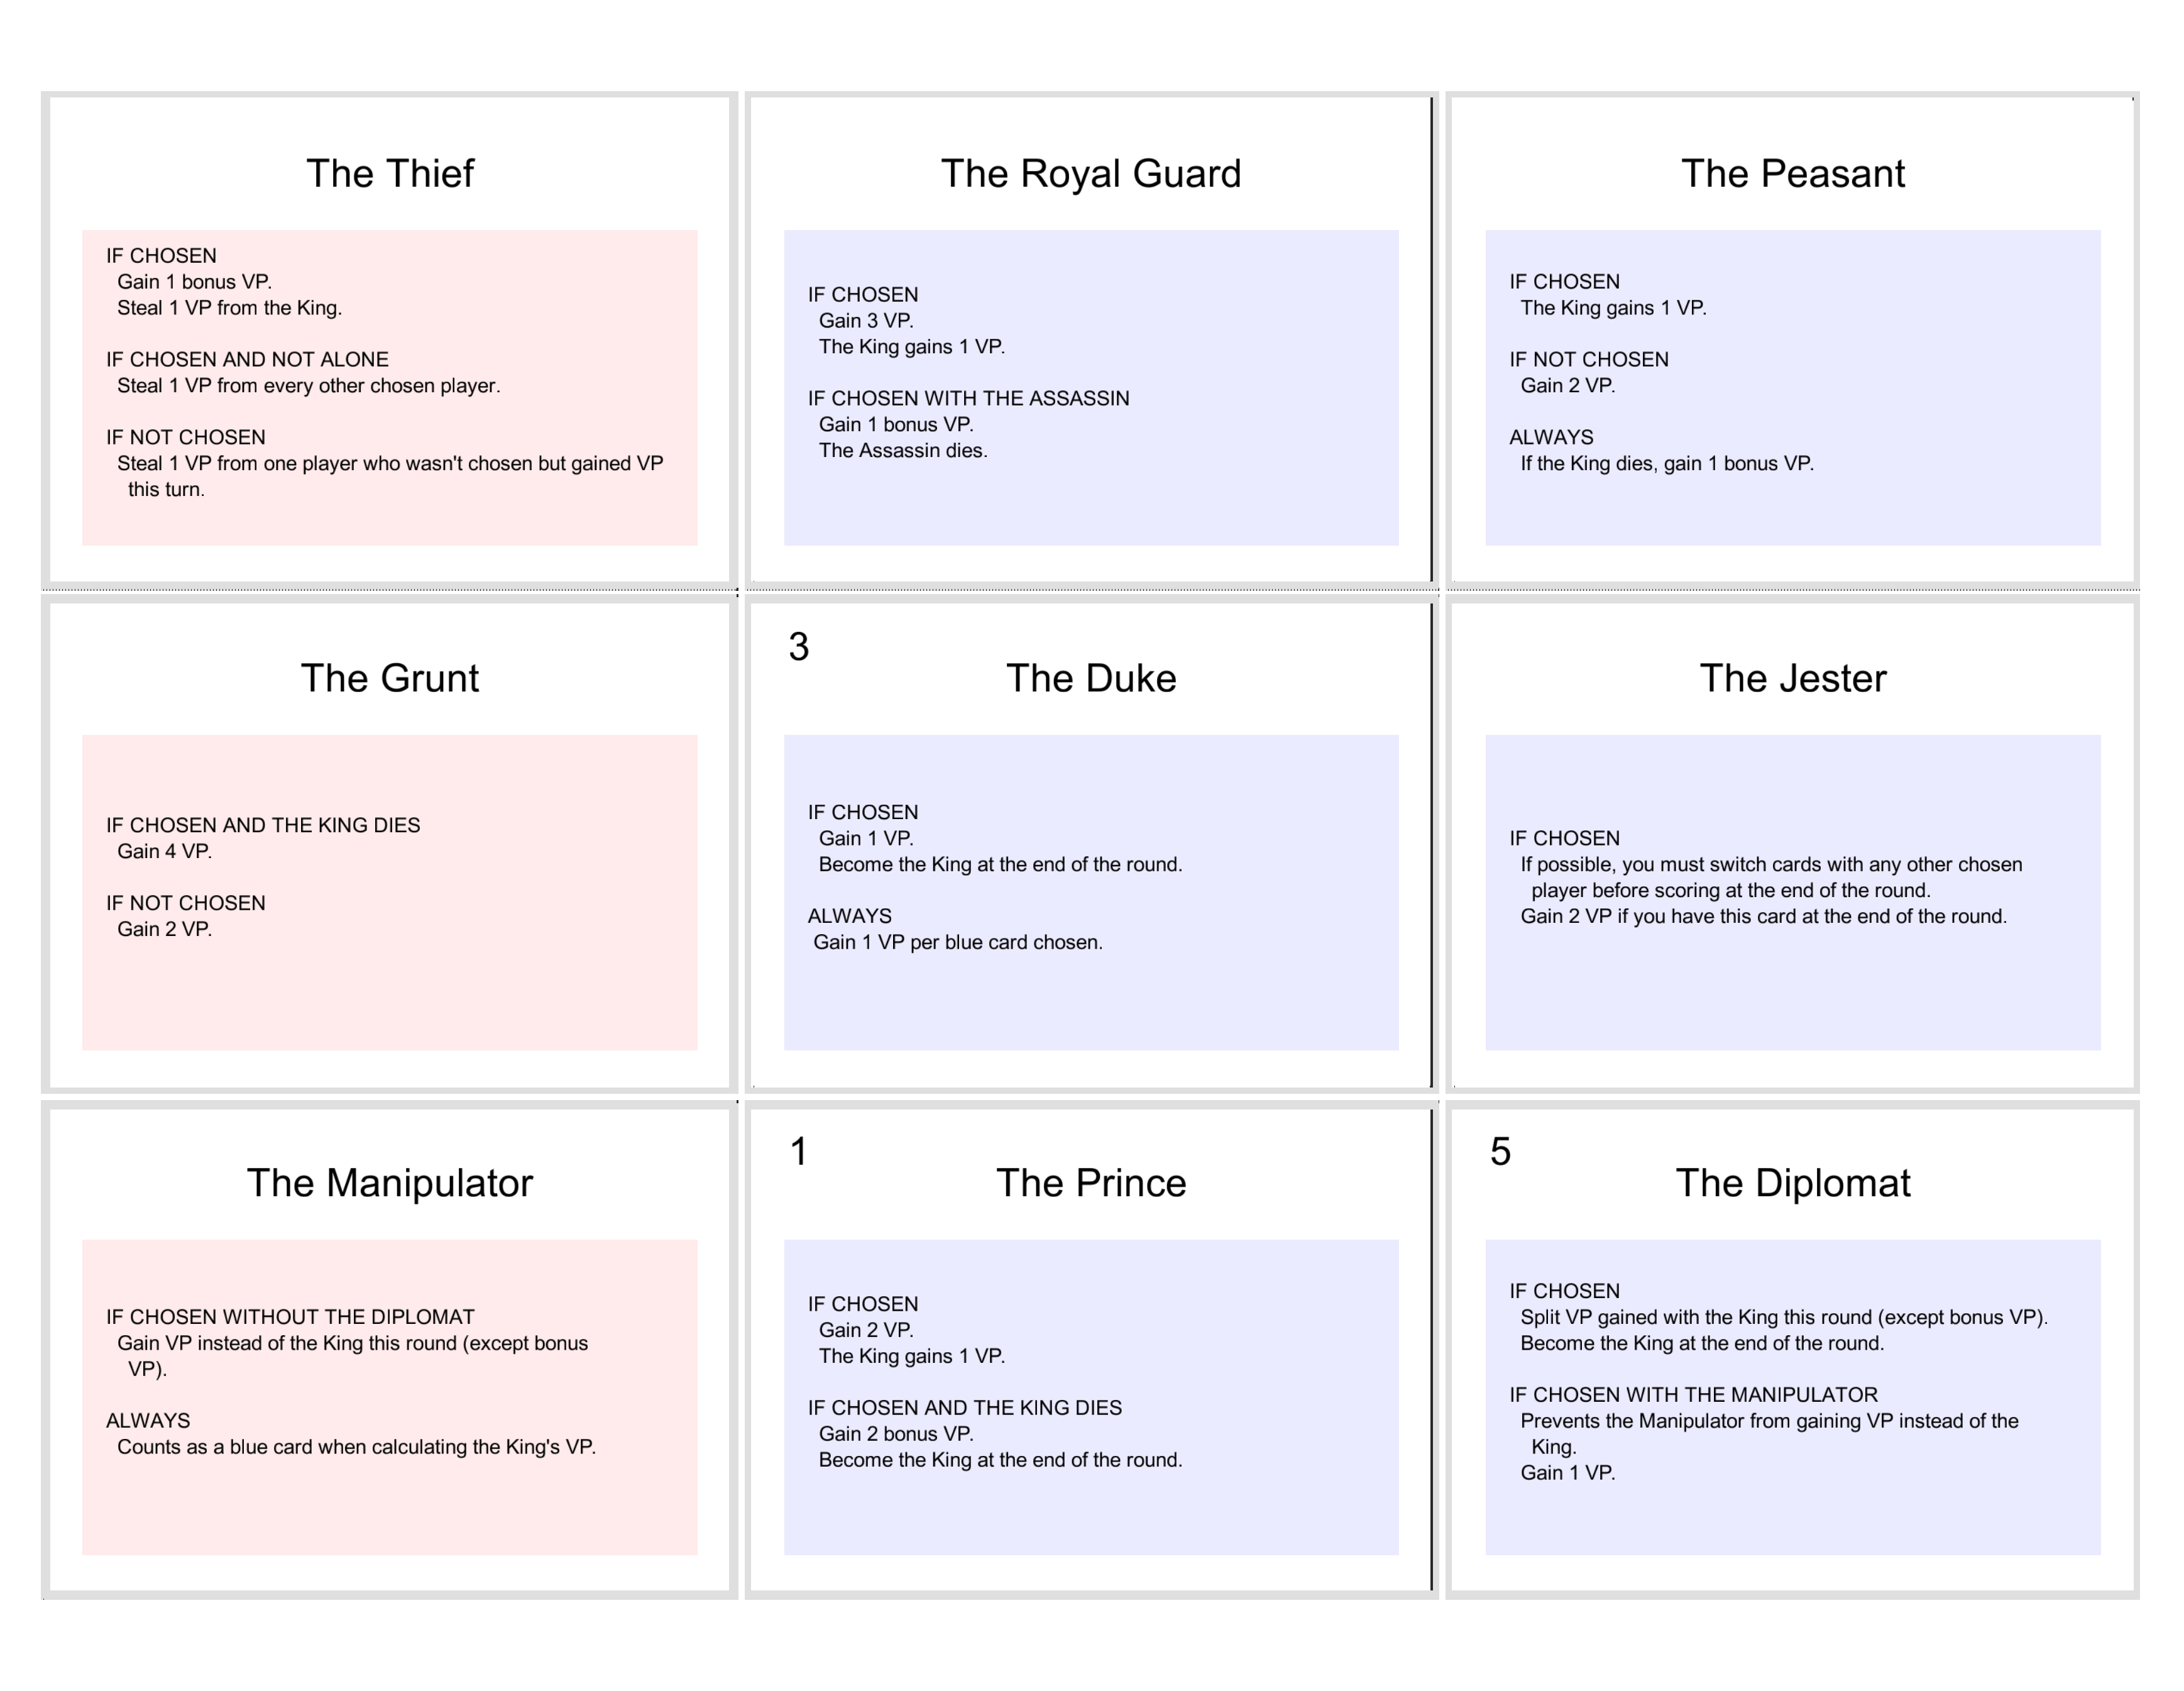 The Thief
IF CHOSEN
Gain 1 bonus VP.
Steal 1 VP from the King.
IF CHOSEN AND NOT ALONE
Steal 1 VP from every other chosen player.
IF NOT CHOSEN
Steal 1 VP from one player who wasn't chosen but gained VP
this turn.
The Royal Guard
IF CHOSEN
Gain 3 VP.
The King gains 1 VP.
IF CHOSEN WITH THE ASSASSIN
Gain 1 bonus VP.
The Assassin dies.
The Peasant
IF CHOSEN
The King gains 1 VP.
IF NOT CHOSEN
Gain 2 VP.
ALWAYS
If the King dies, gain 1 bonus VP.
The Grunt
IF CHOSEN AND THE KING DIES
Gain 4 VP.
IF NOT CHOSEN
Gain 2 VP.
3
The Duke
IF CHOSEN
Gain 1 VP.
Become the King at the end of the round.
ALWAYS
Gain 1 VP per blue card chosen.
The Jester
IF CHOSEN
If possible, you must switch cards with any other chosen
player before scoring at the end of the round.
Gain 2 VP if you have this card at the end of the round.
The Manipulator
IF CHOSEN WITHOUT THE DIPLOMAT
Gain VP instead of the King this round (except bonus
VP).
ALWAYS
Counts as a blue card when calculating the King's VP.
1
The Prince
IF CHOSEN
Gain 2 VP.
The King gains 1 VP.
IF CHOSEN AND THE KING DIES
Gain 2 bonus VP.
Become the King at the end of the round.
5
The Diplomat
IF CHOSEN
Split VP gained with the King this round (except bonus VP).
Become the King at the end of the round.
IF CHOSEN WITH THE MANIPULATOR
Prevents the Manipulator from gaining VP instead of the
King.
Gain 1 VP.